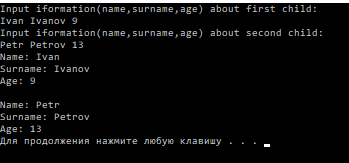 Input iformation(name,surname,age) about first child:
Ivan Ivanov 9
Input iformation(name,surname,age) about second child:
Petr Petrov 13
Name: Ivan
Surname: Ivanov
Age: 9
Name: Petr
Surname: Petrov
Age: 13
Для продолжения нажмите любую клавишу . . .